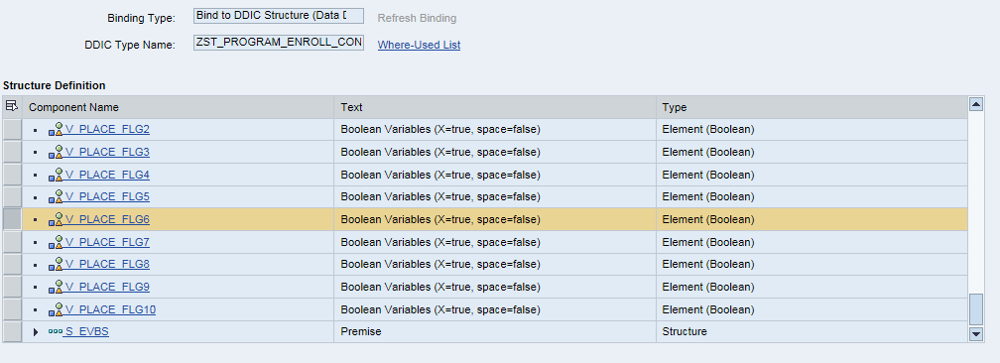 Binding Type: Bind to DDIC Structure (Data D Refresh Binding
DDIC Type Name: ZST_PROGRAM_ENROLL_CON Where-Used List
Structure Definition
Component Name Text Type
V_PLACE_FLG2 Boolean Variables (X=true, space=false) Element (Boolean)
V_PLACE_FLG3 Boolean Variables (X=true, space=false) Element (Boolean)
V_PLACE_FLG4 Boolean Variables (X=true, space=false) Element (Boolean)
V_PLACE_FLG5 Boolean Variables (X=true, space=false) Element (Boolean)
V_PLACE_FLG6 Boolean Variables (X=true, space=false) Element (Boolean)
V_PLACE_FLG7 Boolean Variables (X=true, space=false) Element (Boolean)
V_PLACE_FLG8 Boolean Variables (X=true, space=false) Element (Boolean)
V_PLACE_FLG9 Boolean Variables (X=true, space=false) Element (Boolean)
V_PLACE_FLG10 Boolean Variables (X=true, space=false) Element (Boolean)
S_EVBS Premise Structure